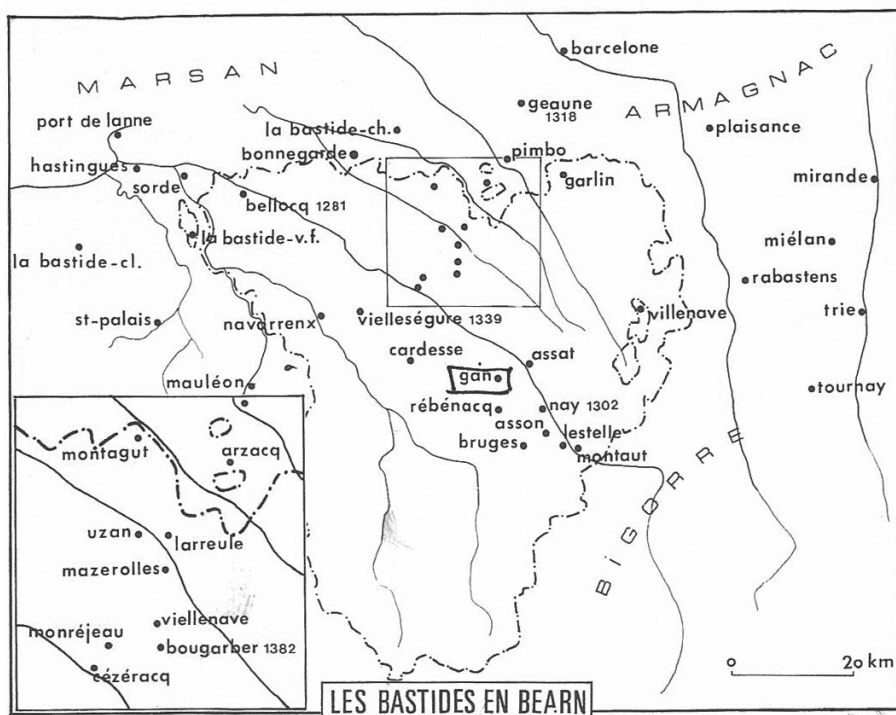 MARSAN
ARMAGNAC
BIGORRE
barcelone
geaune
1318
plaisance
port de lanne
la bastide-ch.
bonnegarde
pimbo
hastingues
sorde
garlin
mirande
bellocq 1281
la bastide-v.f.
la bastide-cl.
miélan
rabastens
st-palais
navarrenx
vielleségure 1339
villenave
trie
cardesse
assat
gan
mauléon
tournay
rébénacq
nay 1302
asson
bruges
lestelle
montaut
montagut
arzacq
uzan
larreule
mazerolles
viellenave
monréjeau
bougarber 1382
cézéracq
0 20 km
LES BASTIDES EN BEARN